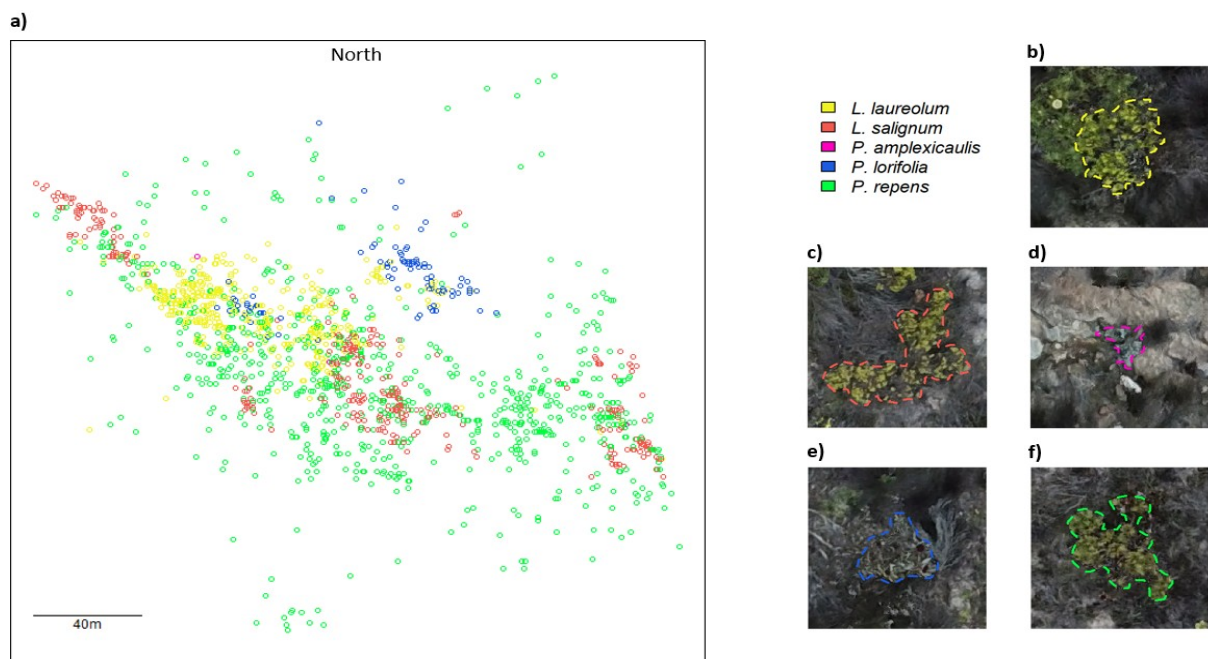 a)
North
40m
L. laureolum
L. salignum
P. amplexicaulis
P. lorifolia
P. repens
b)
c)
d)
e)
f)